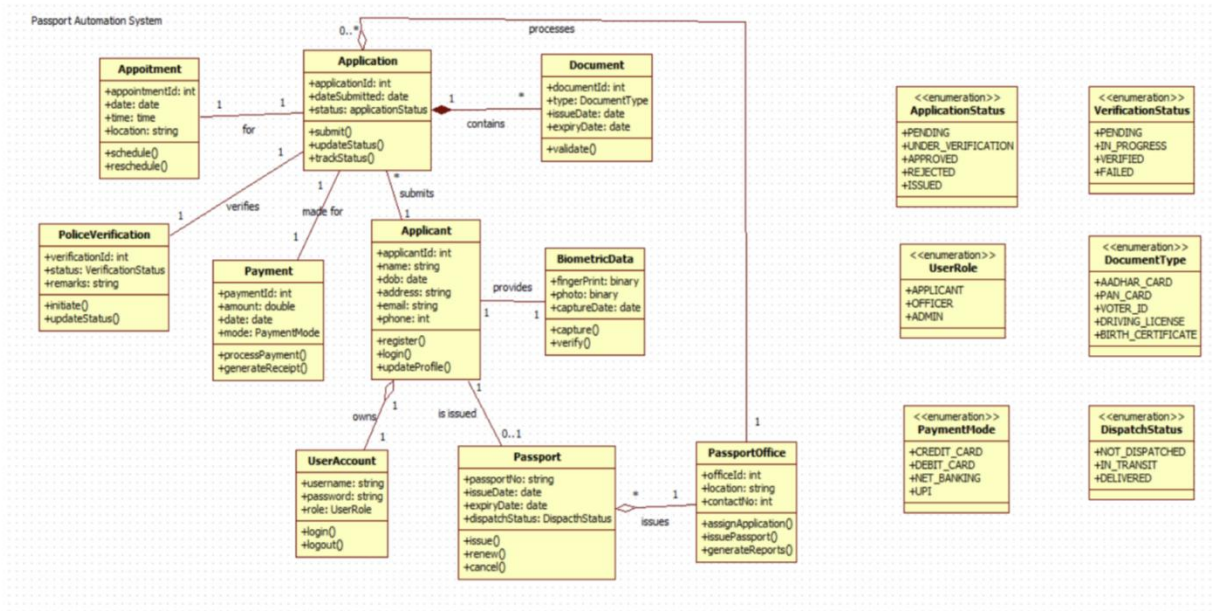 Passport Automation System
processes
0..*
Appoitment
+appointmentId: int
+date: date
+time: time
+location: string
+schedule()
+reschedule()
1
1
for
Application
+applicationId: int
+dateSubmitted: date
+status: applicationStatus
+submit()
+updateStatus()
+trackStatus()
1
*
contains
Document
+documentId: int
+type: DocumentType
+issueDate: date
+expiryDate: date
+validate()
1
verifies
1
PoliceVerification
+verificationId: int
+status: VerificationStatus
+remarks: string
+initiate()
+updateStatus()
1
made for
1
Payment
+paymentId: int
+amount: double
+date: date
+mode: PaymentMode
+processPayment()
+generateReceipt()
*
submits
1
Applicant
+applicantId: int
+name: string
+dob: date
+address: string
+email: string
+phone: int
+register()
+login()
+updateProfile()
provides
1
1
BiometricData
+fingerPrint: binary
+photo: binary
+captureDate: date
+capture()
+verify()
1
owns
1
UserAccount
+username: string
+password: string
+role: UserRole
+login()
+logout()
1
is issued
0..1
Passport
+passportNo: string
+issueDate: date
+expiryDate: date
+dispatchStatus: DispacthStatus
+issue()
+renew()
+cancel()
*
1
issues
1
PassportOffice
+officeId: int
+location: string
+contactNo: int
+assignApplication()
+issuePassport()
+generateReports()
<<enumeration>>
ApplicationStatus
+PENDING
+UNDER_VERIFICATION
+APPROVED
+REJECTED
+ISSUED
<<enumeration>>
VerificationStatus
+PENDING
+IN_PROGRESS
+VERIFIED
+FAILED
<<enumeration>>
UserRole
+APPLICANT
+OFFICER
+ADMIN
<<enumeration>>
DocumentType
+AADHAR_CARD
+PAN_CARD
+VOTER_ID
+DRIVING_LICENSE
+BIRTH_CERTIFICATE
<<enumeration>>
PaymentMode
+CREDIT_CARD
+DEBIT_CARD
+NET_BANKING
+UPI
<<enumeration>>
DispatchStatus
+NOT_DISPATCHED
+IN_TRANSIT
+DELIVERED